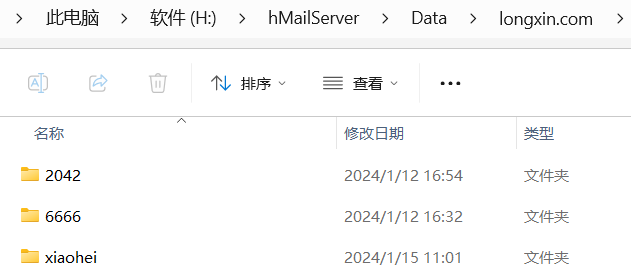 此电脑 > 软件 (H:) > hMailServer > Data > longxin.com >
排序 查看 ...
名称 修改日期 类型
2042 2024/1/12 16:54 文件夹
6666 2024/1/12 16:32 文件夹
xiaohei 2024/1/15 11:01 文件夹